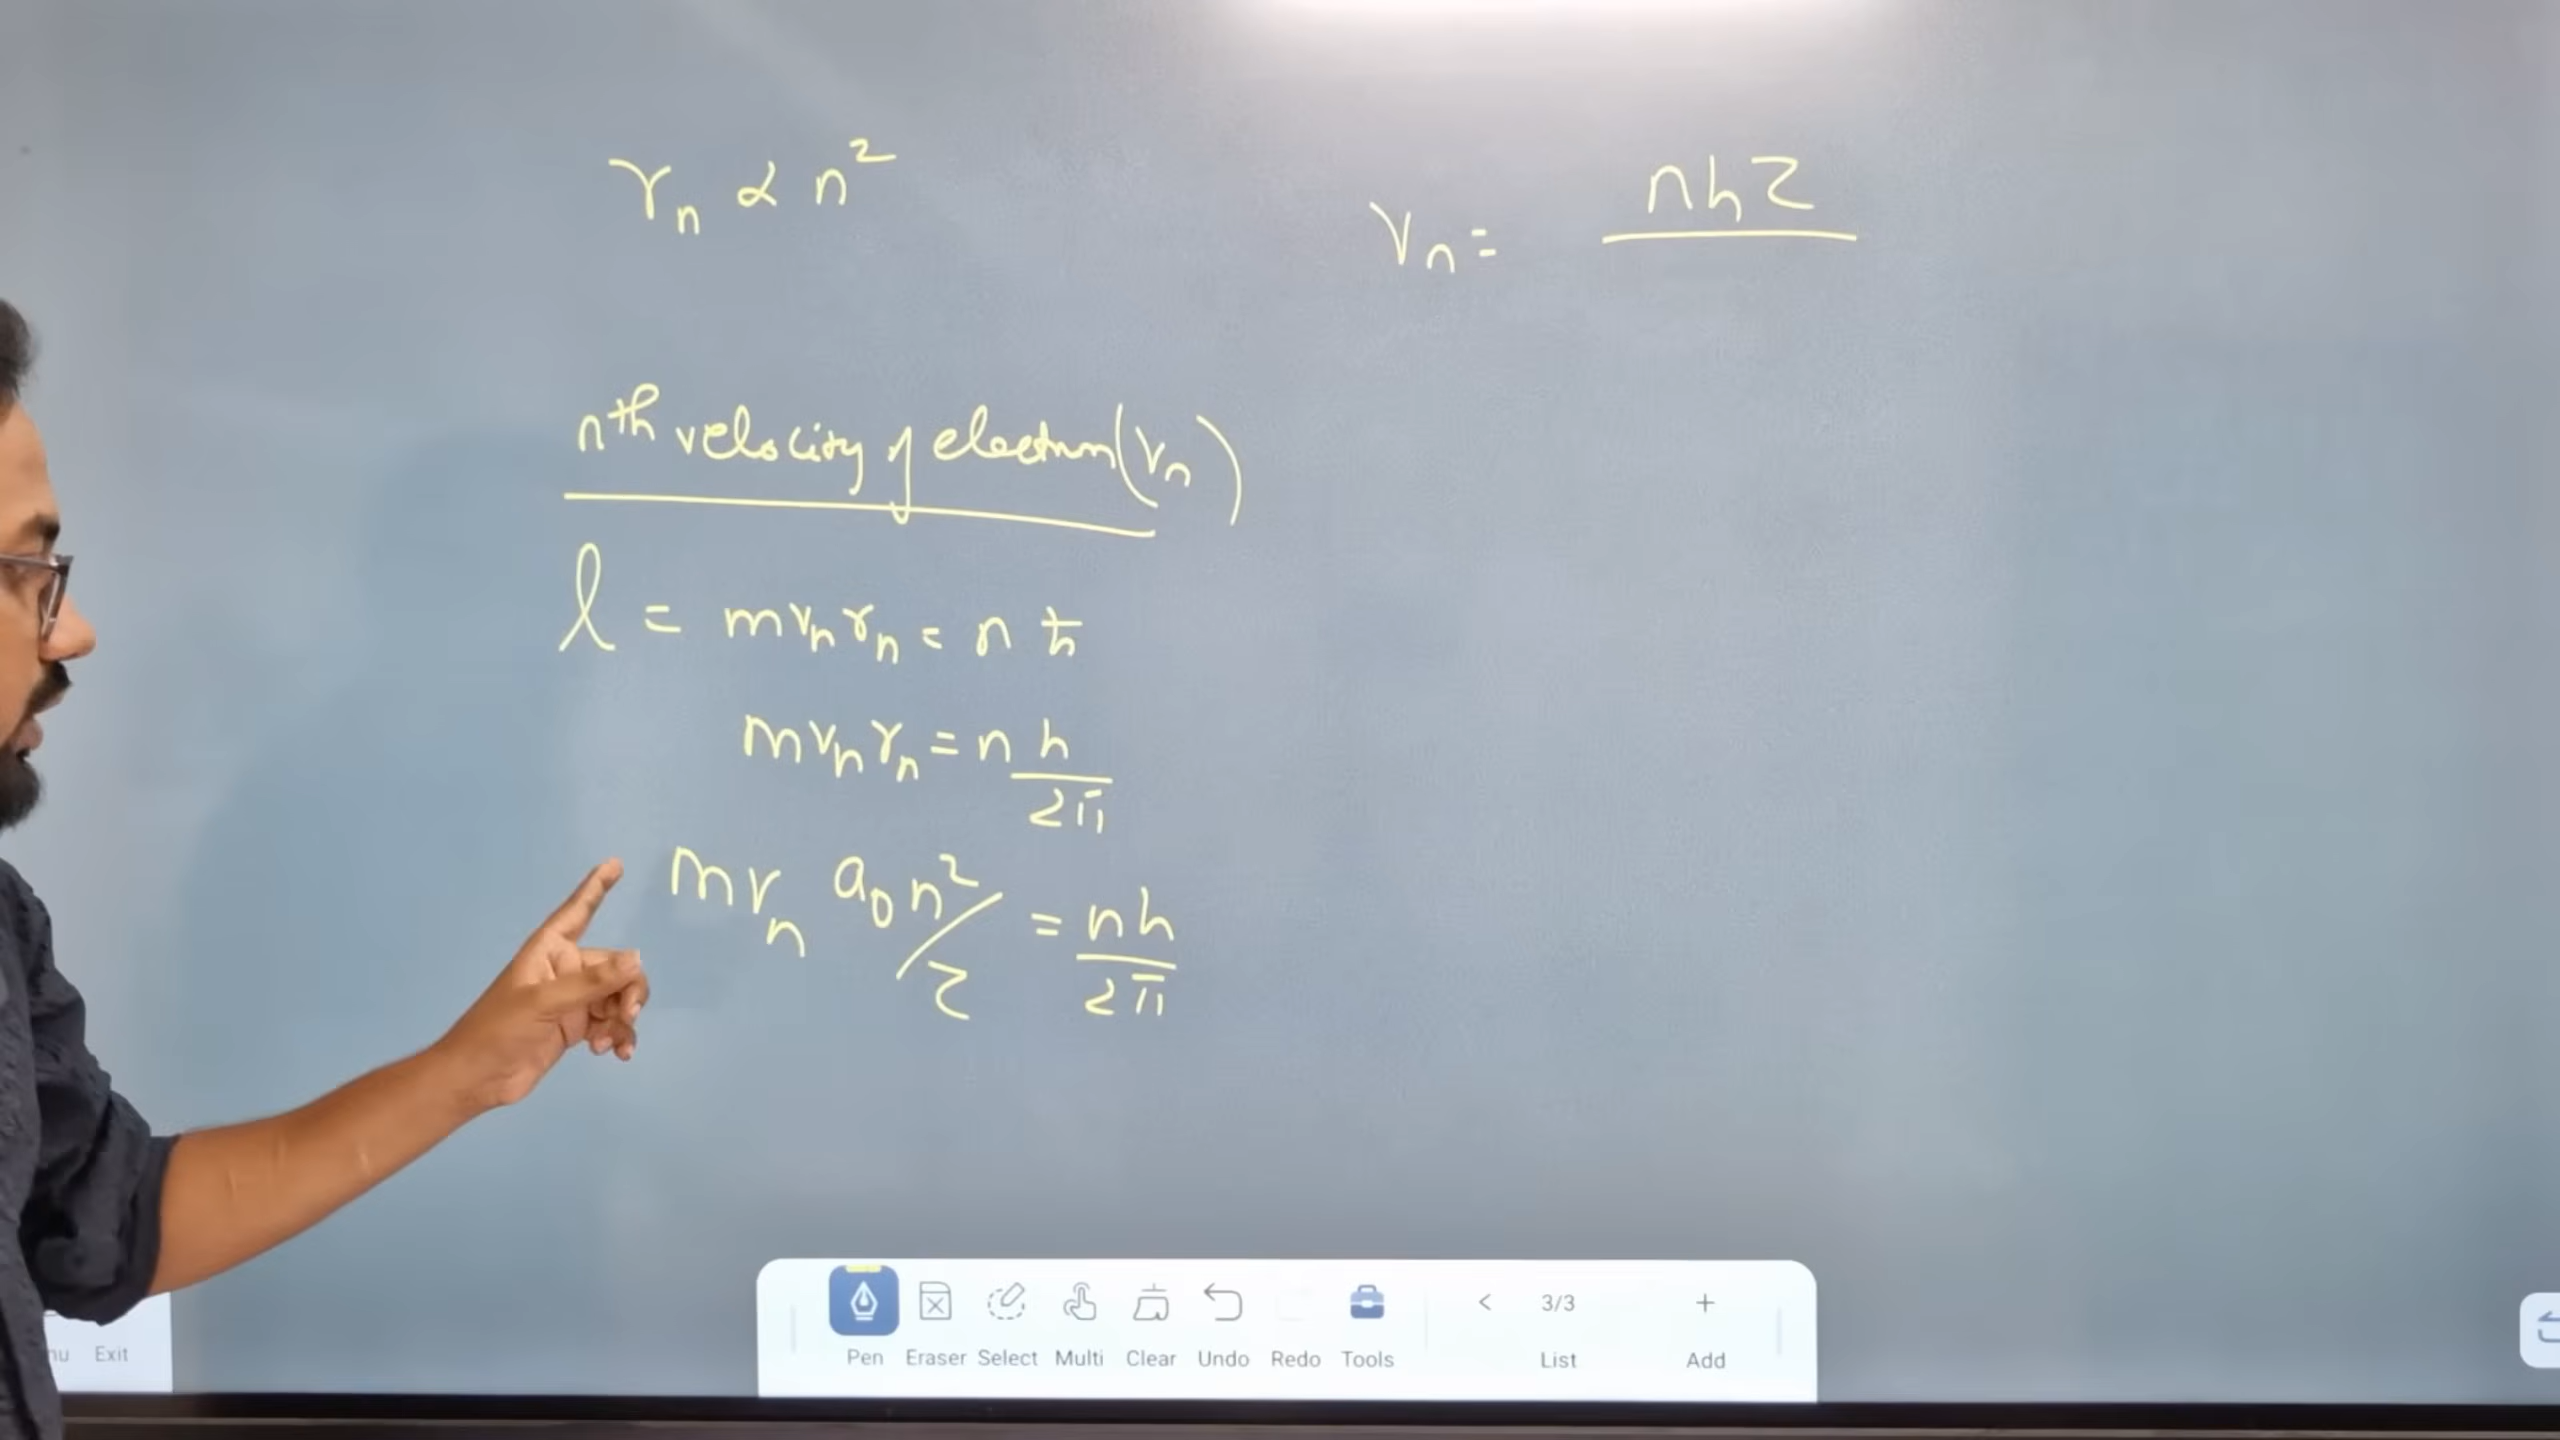 rₙ ∝ n²
vₙ = nhZ
nth velocity of electron (vₙ)
l = mvₙrₙ = nħ
mvₙrₙ = n h/2π
mvₙ a₀n²/Z = nh/2π
Pen Eraser Select Multi Clear Undo Redo Tools < 3/3 List + Add
nu Exit